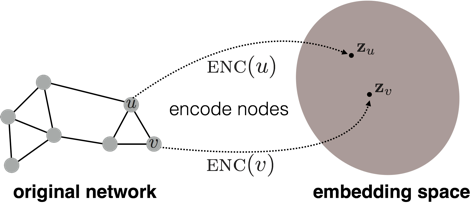 z_u
ENC(u)
u
encode nodes
z_v
v
ENC(v)
original network
embedding space